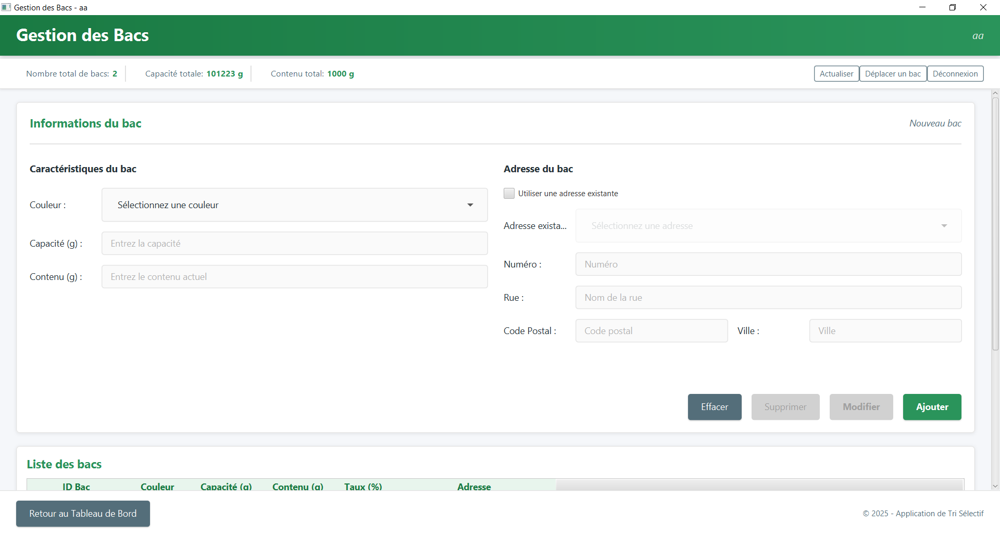 Gestion des Bacs - aa
Gestion des Bacs
aa
Nombre total de bacs: 2
Capacité totale: 101223 g
Contenu total: 1000 g
Actualiser
Déplacer un bac
Déconnexion
Informations du bac
Nouveau bac
Caractéristiques du bac
Couleur :
Sélectionnez une couleur
Capacité (g) :
Entrez la capacité
Contenu (g) :
Entrez le contenu actuel
Adresse du bac
Utiliser une adresse existante
Adresse exista...
Sélectionnez une adresse
Numéro :
Numéro
Rue :
Nom de la rue
Code Postal :
Code postal
Ville :
Ville
Effacer
Supprimer
Modifier
Ajouter
Liste des bacs
ID Bac
Couleur
Capacité (g)
Contenu (g)
Taux (%)
Adresse
Retour au Tableau de Bord
© 2025 - Application de Tri Sélectif